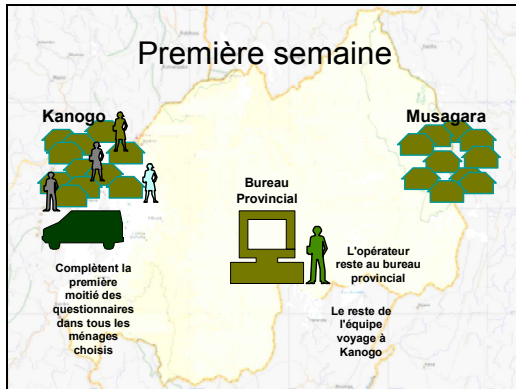 Première semaine
Kanogo
Musagara
Bureau
Provincial
Complètent la
première
moitié des
questionnaires
dans tous les
ménages
choisis
L'opérateur
reste au bureau
provincial
Le reste de
l'équipe
voyage à
Kanogo